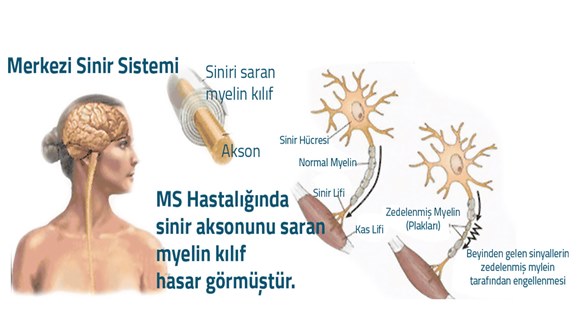 Merkezi Sinir Sistemi
Siniri saran
myelin kılıf
Akson
MS Hastalığında
sinir aksonunu saran
myelin kılıf
hasar görmüştür.
Sinir Hücresi
Normal Myelin
Sinir Lifi
Kas Lifi
Zedelenmiş Myelin
(Plakları)
Beyinden gelen sinyallerin
zedelenmiş mylein
tarafından engellenmesi